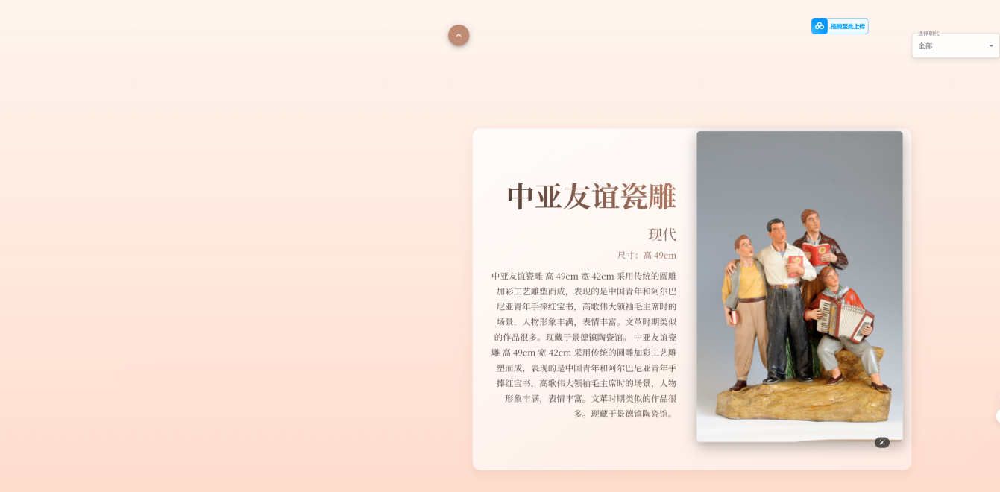 拖拽至此上传
选择朝代
全部
中亚友谊瓷雕
现代
尺寸：高 49cm
中亚友谊瓷雕 高 49cm 宽 42cm 采用传统的圆雕
加彩工艺雕塑而成，表现的是中国青年和阿尔巴
尼亚青年手捧红宝书，高歌伟大领袖毛主席时的
场景，人物形象丰满，表情丰富。文革时期类似
的作品很多。现藏于景德镇陶瓷馆。 中亚友谊瓷
雕 高 49cm 宽 42cm 采用传统的圆雕加彩工艺雕
塑而成，表现的是中国青年和阿尔巴尼亚青年手
捧红宝书，高歌伟大领袖毛主席时的场景，人物
形象丰满，表情丰富。文革时期类似的作品很
多。现藏于景德镇陶瓷馆。